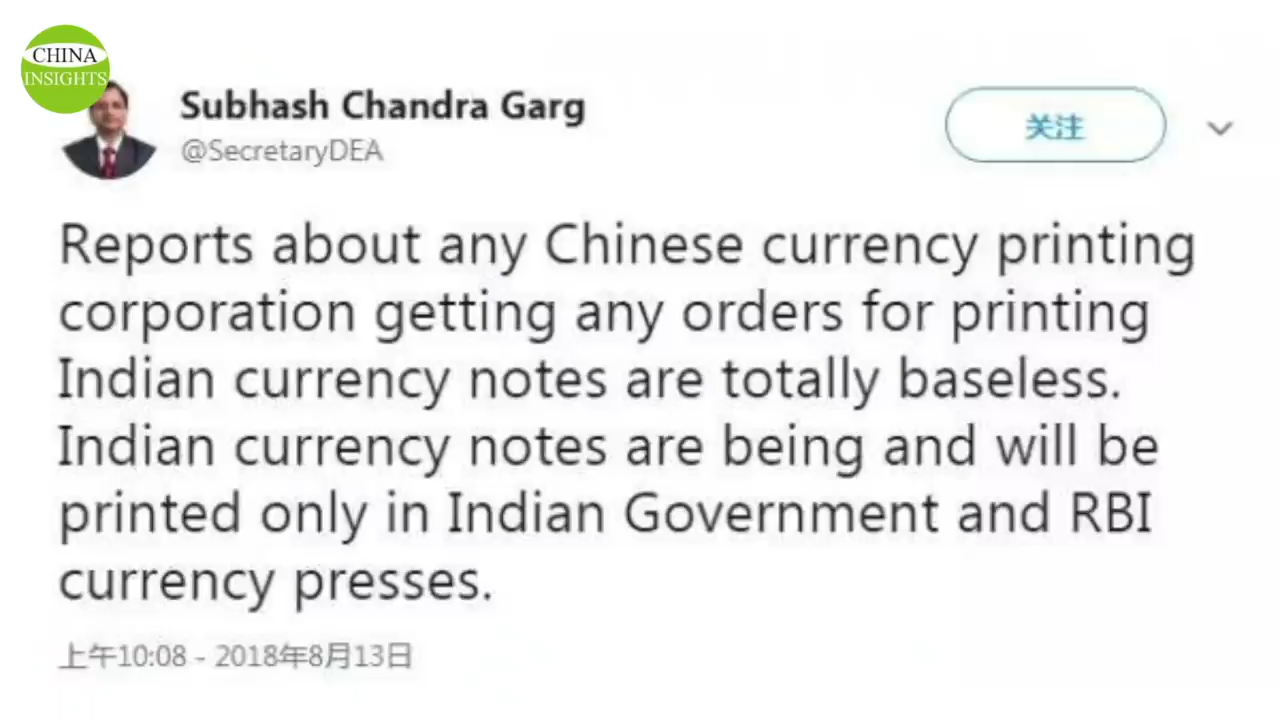 CHINA
INSIGHTS
Subhash Chandra Garg
@SecretaryDEA
关注
Reports about any Chinese currency printing
corporation getting any orders for printing
Indian currency notes are totally baseless.
Indian currency notes are being and will be
printed only in Indian Government and RBI
currency presses.
上午10:08 - 2018年8月13日